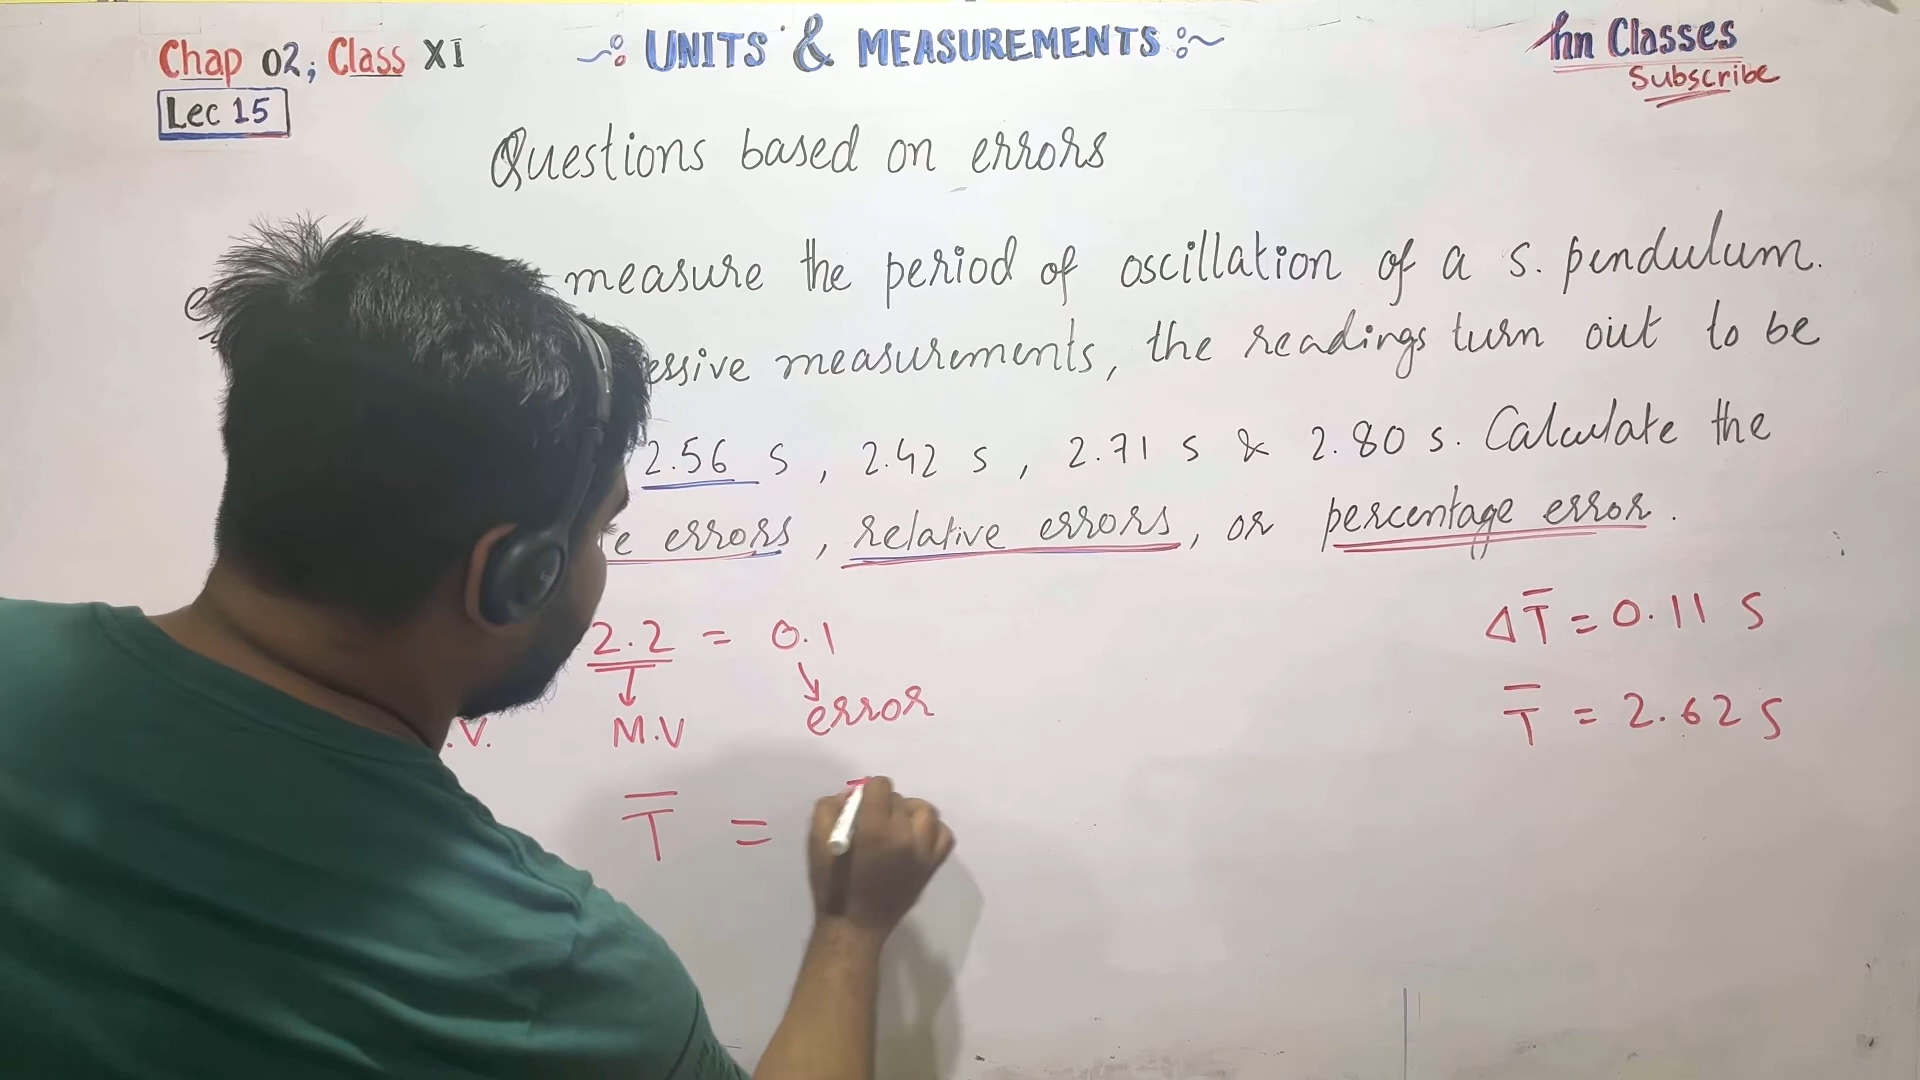 Chap 02; Class XI
UNITS & MEASUREMENTS
hn Classes
Subscribe
Lec 15
Questions based on errors
measure the period of oscillation of a s. pendulum.
essive measurements, the readings turn out to be
2.56 s, 2.42 s, 2.71 s & 2.80 s. Calculate the
e errors, relative errors, or percentage error.
2.2 = 0.1
M.V
error
.V.
ΔT̅ = 0.11 S
T̅ = 2.62 S
T̅ =